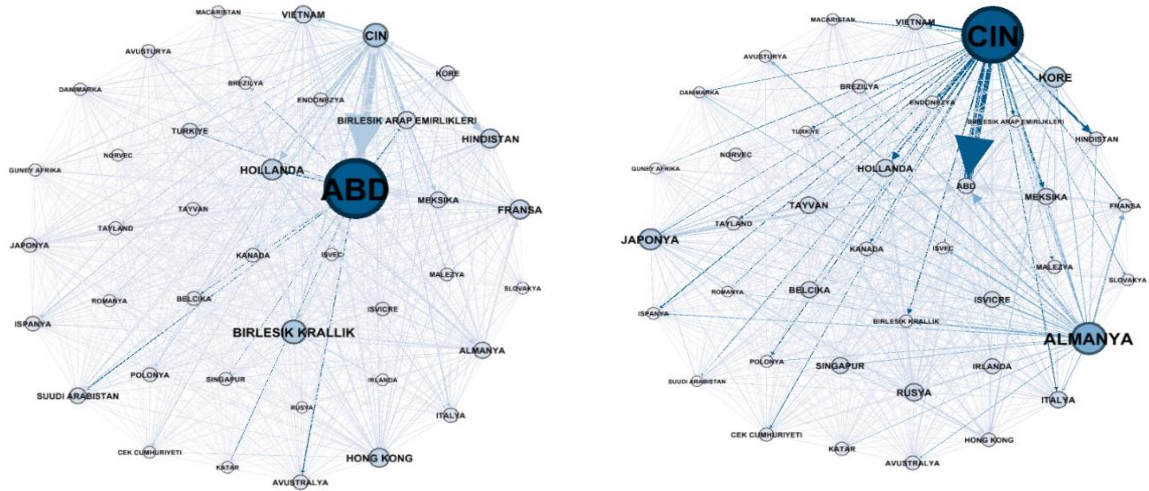 MACARISTAN
VIETNAM
CIN
AVUSTURYA
KORE
DANIMARKA
BREZILYA
ENDONEZYA
TURKIYE
BIRLESIK ARAP EMIRLIKLERI
HINDISTAN
NORVEC
GUNEY AFRIKA
HOLLANDA
ABD
MEKSIKA
FRANSA
TAYVAN
TAYLAND
JAPONYA
KANADA
ISVEC
MALEZYA
SLOVAKYA
ROMANYA
BELCIKA
ISVICRE
ISPANYA
BIRLESIK KRALLIK
ALMANYA
POLONYA
SINGAPUR
IRLANDA
SUUDI ARABISTAN
RUSYA
ITALYA
CEK CUMHURIYETI
KATAR
HONG KONG
AVUSTRALYA
MACARISTAN
VIETNAM
CIN
AVUSTURYA
KORE
DANIMARKA
BREZILYA
ENDONEZYA
TURKIYE
BIRLESIK ARAP EMIRLIKLERI
HINDISTAN
NORVEC
GUNEY AFRIKA
HOLLANDA
ABD
MEKSIKA
FRANSA
TAYVAN
TAYLAND
JAPONYA
KANADA
ISVEC
MALEZYA
SLOVAKYA
ROMANYA
BELCIKA
ISVICRE
ISPANYA
BIRLESIK KRALLIK
ALMANYA
POLONYA
SINGAPUR
IRLANDA
SUUDI ARABISTAN
RUSYA
ITALYA
CEK CUMHURIYETI
KATAR
HONG KONG
AVUSTRALYA